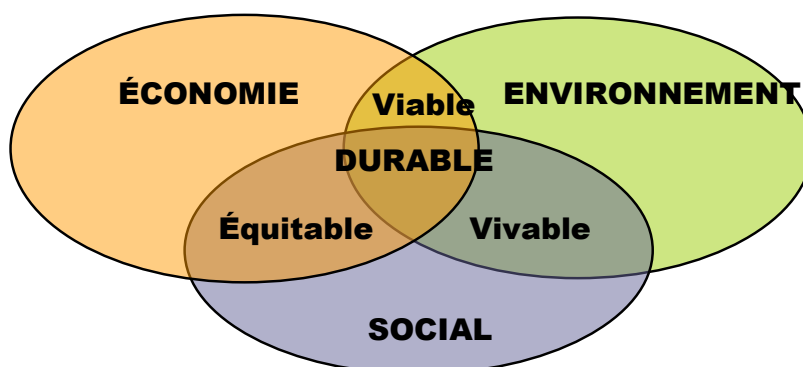 ÉCONOMIE
Viable
ENVIRONNEMENT
DURABLE
Équitable
Vivable
SOCIAL